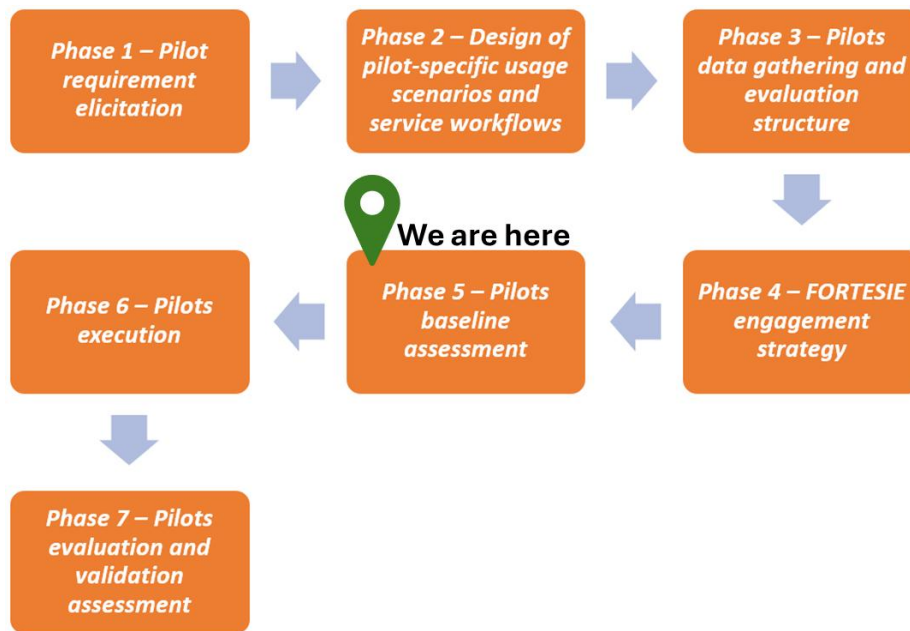 Phase 1 – Pilot
requirement
elicitation
Phase 2 – Design of
pilot-specific usage
scenarios and
service workflows
Phase 3 – Pilots
data gathering and
evaluation
structure
We are here
Phase 4 – FORTESIE
engagement
strategy
Phase 5 – Pilots
baseline
assessment
Phase 6 – Pilots
execution
Phase 7 – Pilots
evaluation and
validation
assessment